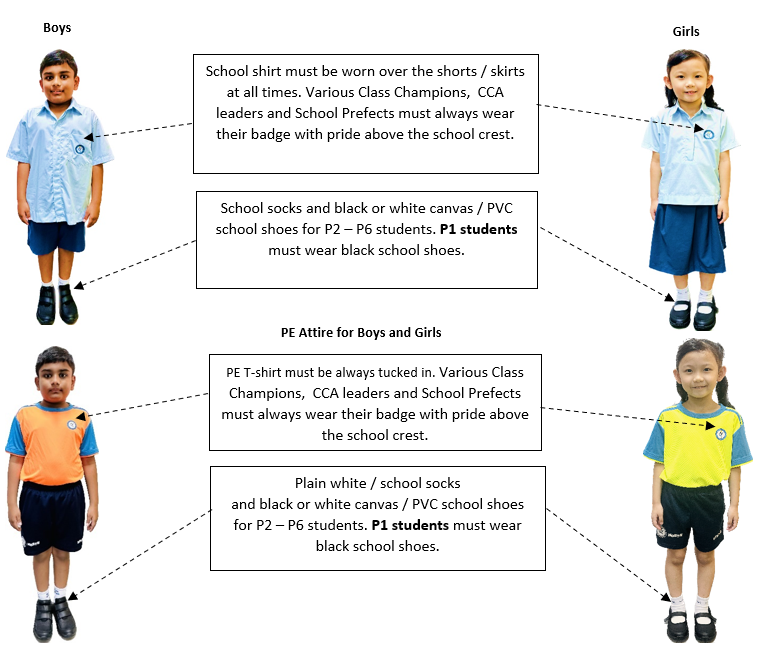 Boys
Girls
School shirt must be worn over the shorts / skirts
at all times. Various Class Champions, CCA
leaders and School Prefects must always wear
their badge with pride above the school crest.
School socks and black or white canvas / PVC
school shoes for P2 – P6 students. P1 students
must wear black school shoes.
PE Attire for Boys and Girls
PE T-shirt must be always tucked in. Various Class
Champions, CCA leaders and School Prefects
must always wear their badge with pride above
the school crest.
Plain white / school socks
and black or white canvas / PVC school shoes
for P2 – P6 students. P1 students must wear
black school shoes.